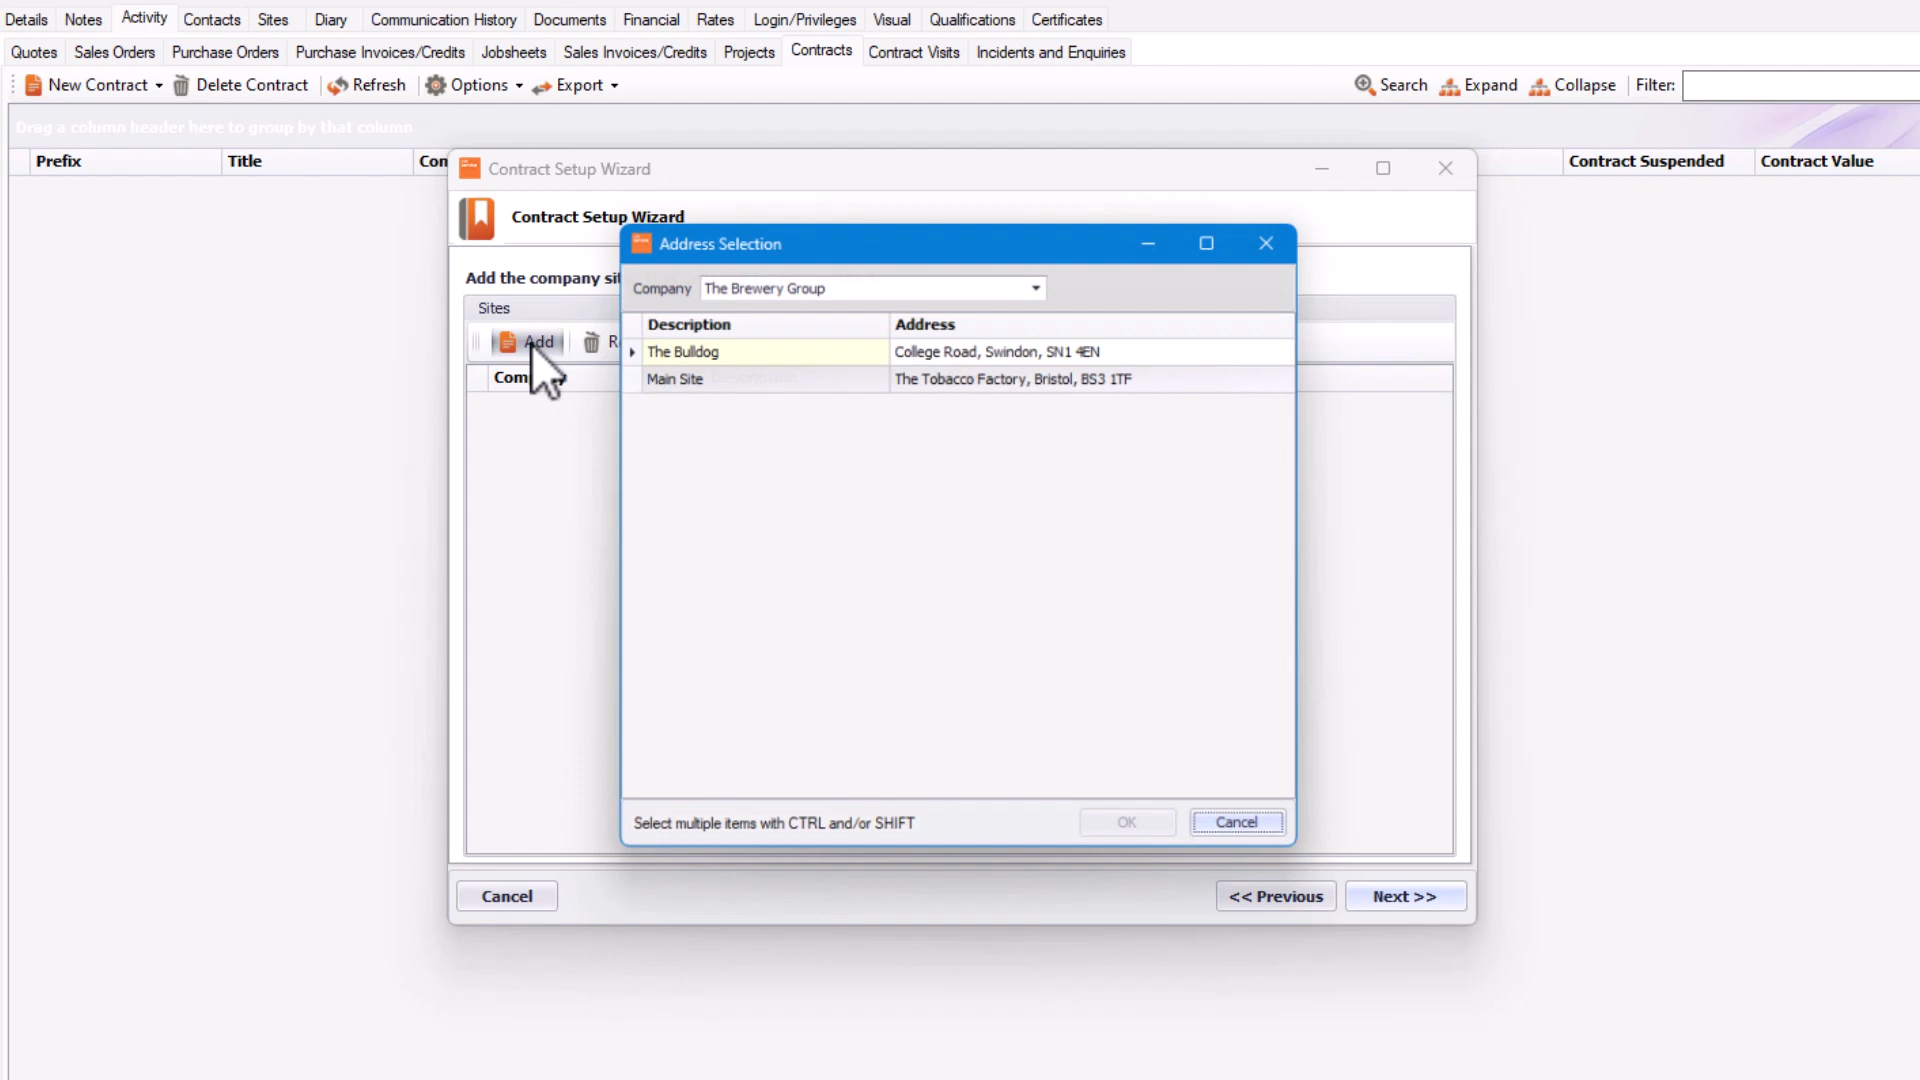 Details Notes Activity Contacts Sites Diary Communication History Documents Financial Rates Login/Privileges Visual Qualifications Certificates
Quotes Sales Orders Purchase Orders Purchase Invoices/Credits Jobsheets Sales Invoices/Credits Projects Contracts Contract Visits Incidents and Enquiries
New Contract Delete Contract Refresh Options Export Search Expand Collapse Filter:
Drag a column header here to group by that column
Prefix Title Con Contract Suspended Contract Value
Contract Setup Wizard
Contract Setup Wizard
Add the company sit
Sites
Add R
Com
Address Selection
Company The Brewery Group
Description Address
The Bulldog College Road, Swindon, SN1 4EN
Main Site The Tobacco Factory, Bristol, BS3 1TF
Select multiple items with CTRL and/or SHIFT OK Cancel
Cancel << Previous Next >>